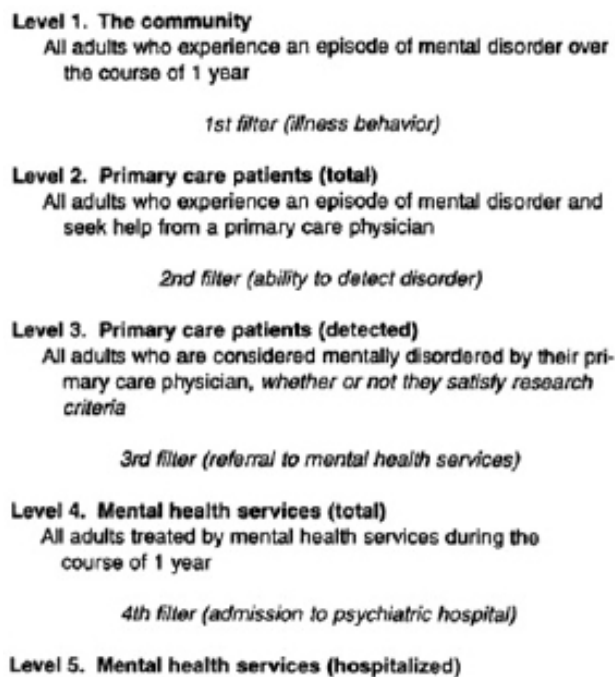 Level 1. The community
All adults who experience an episode of mental disorder over
the course of 1 year
1st filter (illness behavior)
Level 2. Primary care patients (total)
All adults who experience an episode of mental disorder and
seek help from a primary care physician
2nd filter (ability to detect disorder)
Level 3. Primary care patients (detected)
All adults who are considered mentally disordered by their pri-
mary care physician, whether or not they satisfy research
criteria
3rd filter (referral to mental health services)
Level 4. Mental health services (total)
All adults treated by mental health services during the
course of 1 year
4th filter (admission to psychiatric hospital)
Level 5. Mental health services (hospitalized)